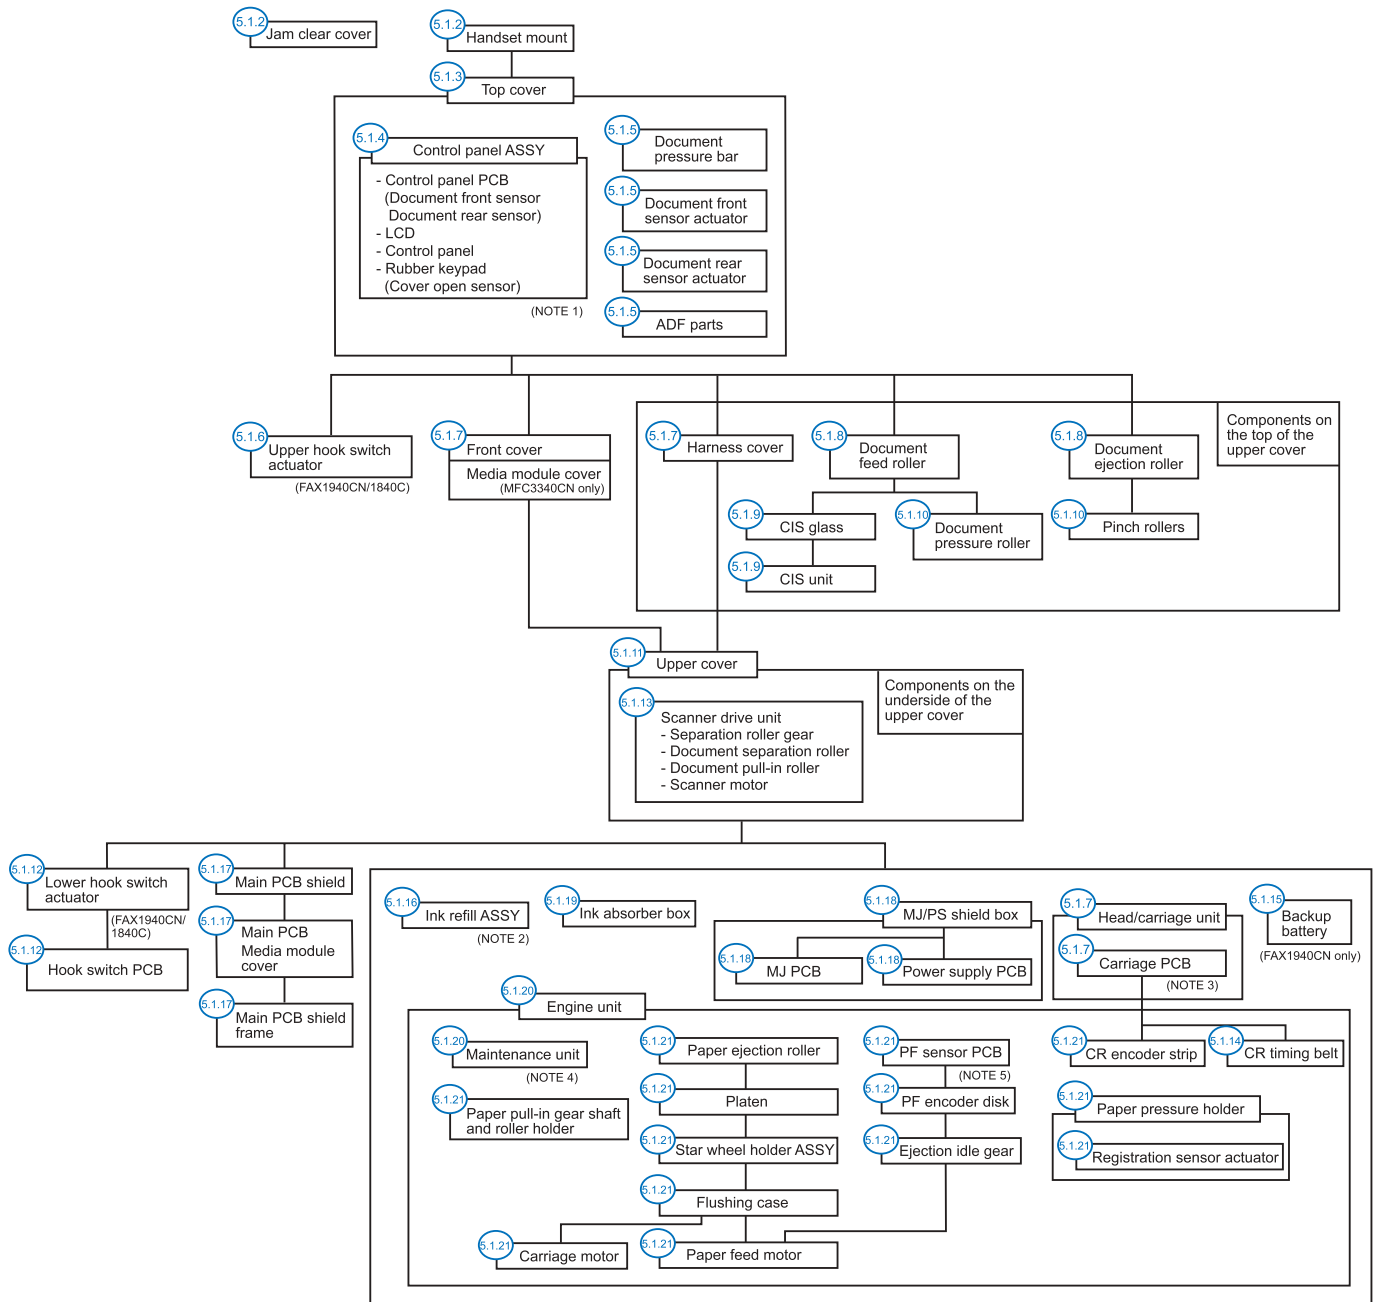 5.1.2
Jam clear cover
5.1.2
Handset mount
5.1.3
Top cover
5.1.4
Control panel ASSY
- Control panel PCB
(Document front sensor
Document rear sensor)
- LCD
- Control panel
- Rubber keypad
(Cover open sensor)
(NOTE 1)
5.1.5
Document
pressure bar
5.1.5
Document front
sensor actuator
5.1.5
Document rear
sensor actuator
5.1.5
ADF parts
5.1.6
Upper hook switch
actuator
(FAX1940CN/1840C)
5.1.7
Front cover
Media module cover
(MFC3340CN only)
5.1.7
Harness cover
5.1.8
Document
feed roller
5.1.8
Document
ejection roller
Components on
the top of the
upper cover
5.1.9
CIS glass
5.1.10
Document
pressure roller
5.1.10
Pinch rollers
5.1.9
CIS unit
5.1.11
Upper cover
Components on the
underside of the
upper cover
5.1.13
Scanner drive unit
- Separation roller gear
- Document separation roller
- Document pull-in roller
- Scanner motor
5.1.12
Lower hook switch
actuator
(FAX1940CN/
1840C)
5.1.12
Hook switch PCB
5.1.17
Main PCB shield
5.1.17
Main PCB
Media module
cover
5.1.17
Main PCB shield
frame
5.1.16
Ink refill ASSY
(NOTE 2)
5.1.19
Ink absorber box
5.1.18
MJ/PS shield box
5.1.18
MJ PCB
5.1.18
Power supply PCB
5.1.7
Head/carriage unit
5.1.7
Carriage PCB
(NOTE 3)
5.1.15
Backup
battery
(FAX1940CN only)
5.1.20
Engine unit
5.1.20
Maintenance unit
(NOTE 4)
5.1.21
Paper pull-in gear shaft
and roller holder
5.1.21
Paper ejection roller
5.1.21
Platen
5.1.21
Star wheel holder ASSY
5.1.21
Flushing case
5.1.21
Carriage motor
5.1.21
Paper feed motor
5.1.21
PF sensor PCB
(NOTE 5)
5.1.21
PF encoder disk
5.1.21
Ejection idle gear
5.1.21
CR encoder strip
5.1.14
CR timing belt
5.1.21
Paper pressure holder
5.1.21
Registration sensor actuator